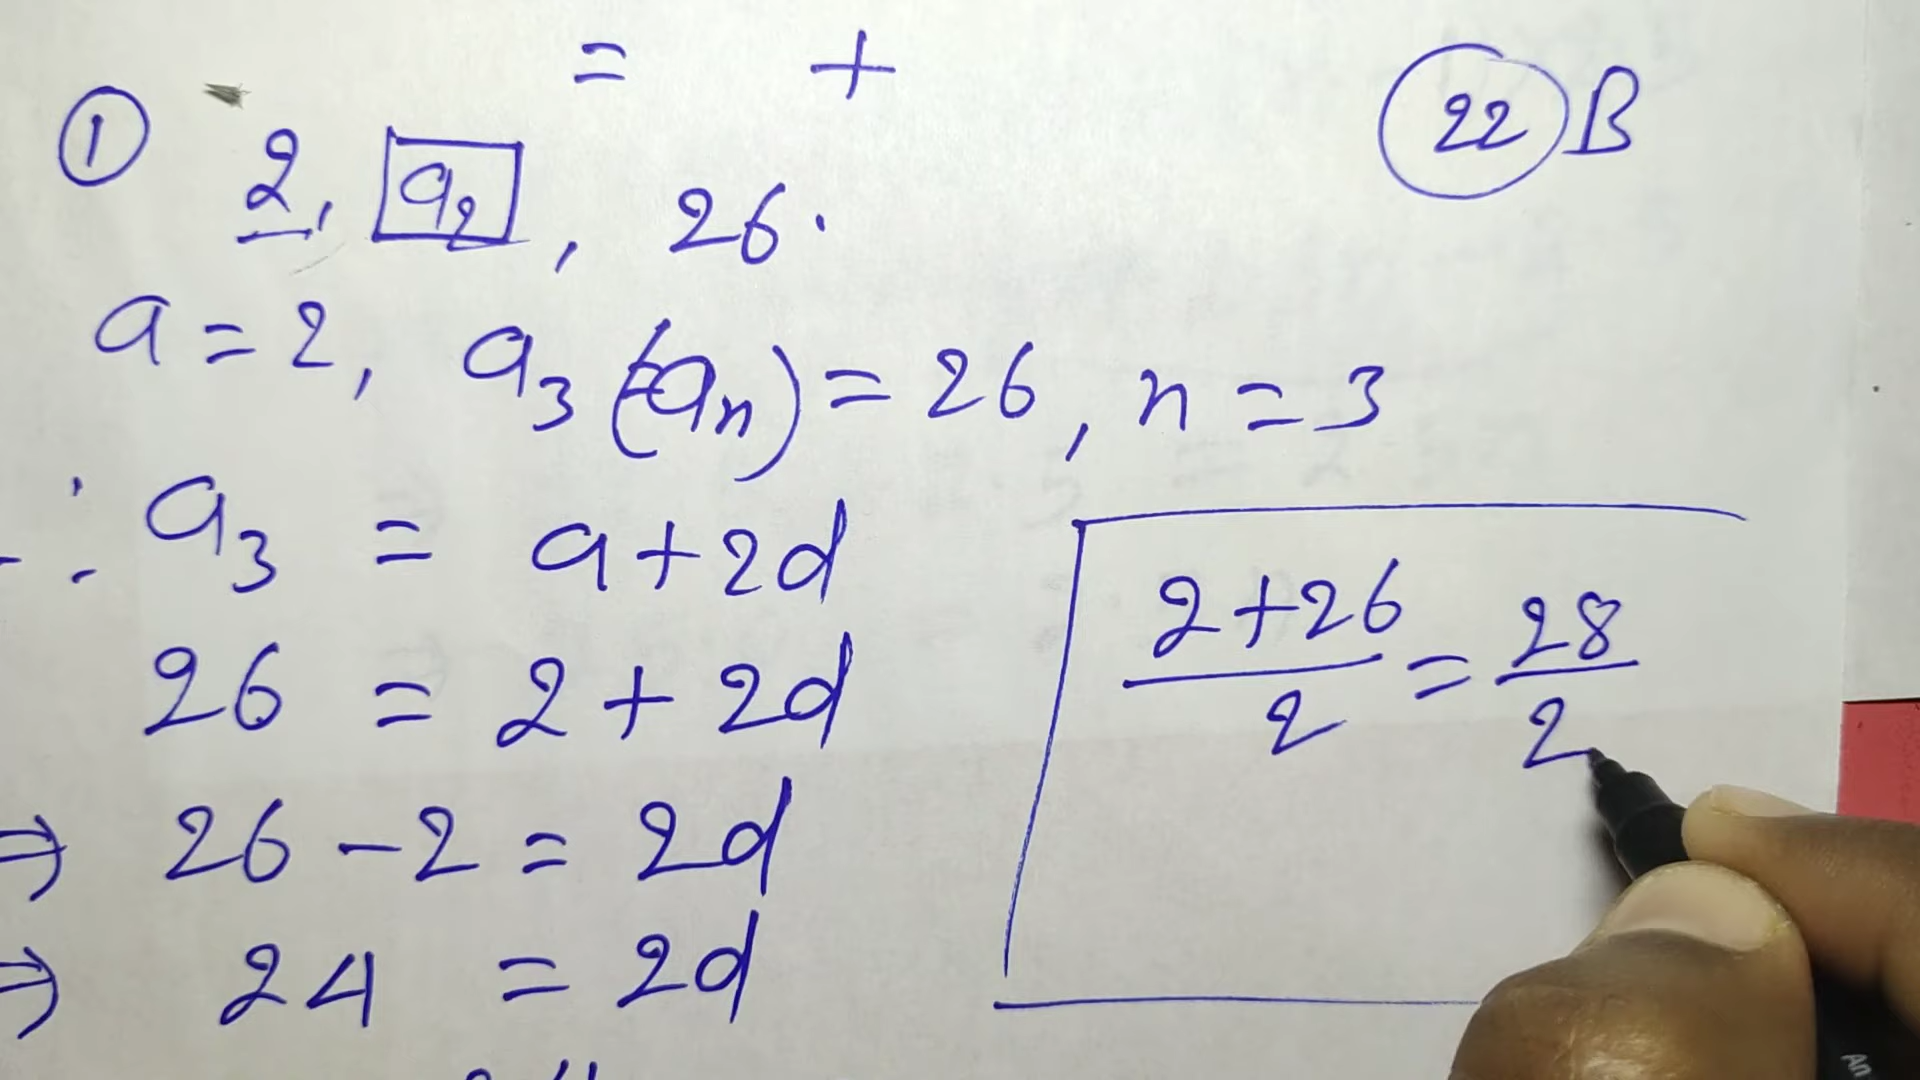 = +
22 B
① 2, a₂, 26.
a = 2, a₃ (=aₙ) = 26, n = 3
∴ a₃ = a + 2d
26 = 2 + 2d
⇒ 26 - 2 = 2d
⇒ 24 = 2d
(2+26)/2 = 28/2